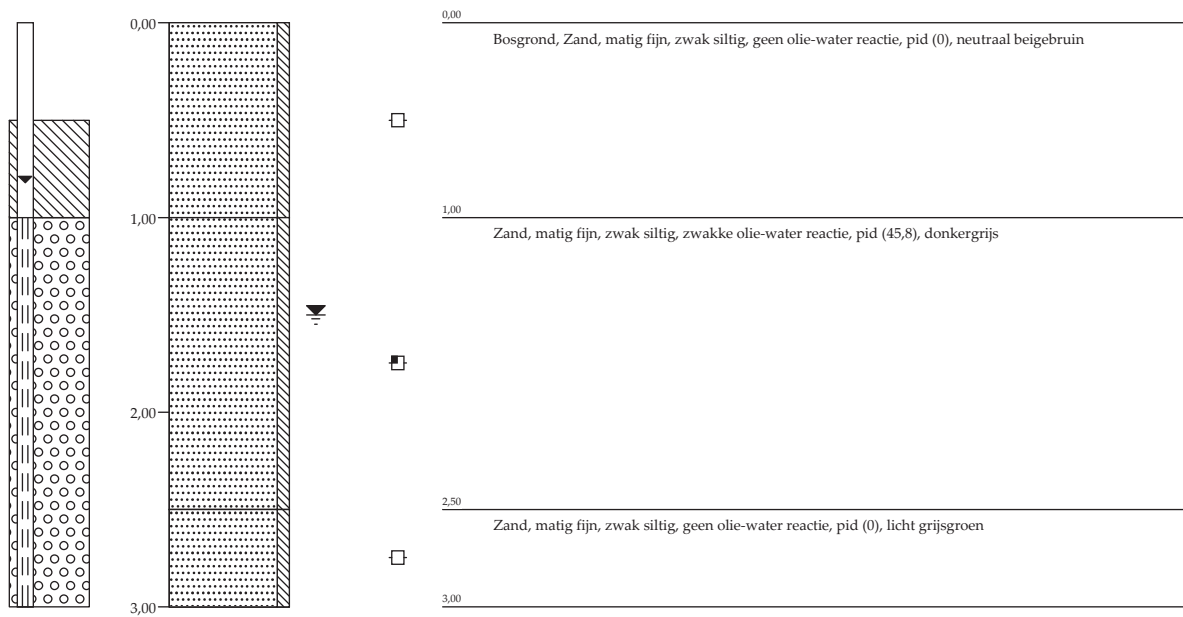 0,00
1,00
2,00
3,00
0,00
Bosgrond, Zand, matig fijn, zwak siltig, geen olie-water reactie, pid (0), neutraal beigebruin
1,00
Zand, matig fijn, zwak siltig, zwakke olie-water reactie, pid (45,8), donkergrijs
2,50
Zand, matig fijn, zwak siltig, geen olie-water reactie, pid (0), licht grijsgroen
3,00